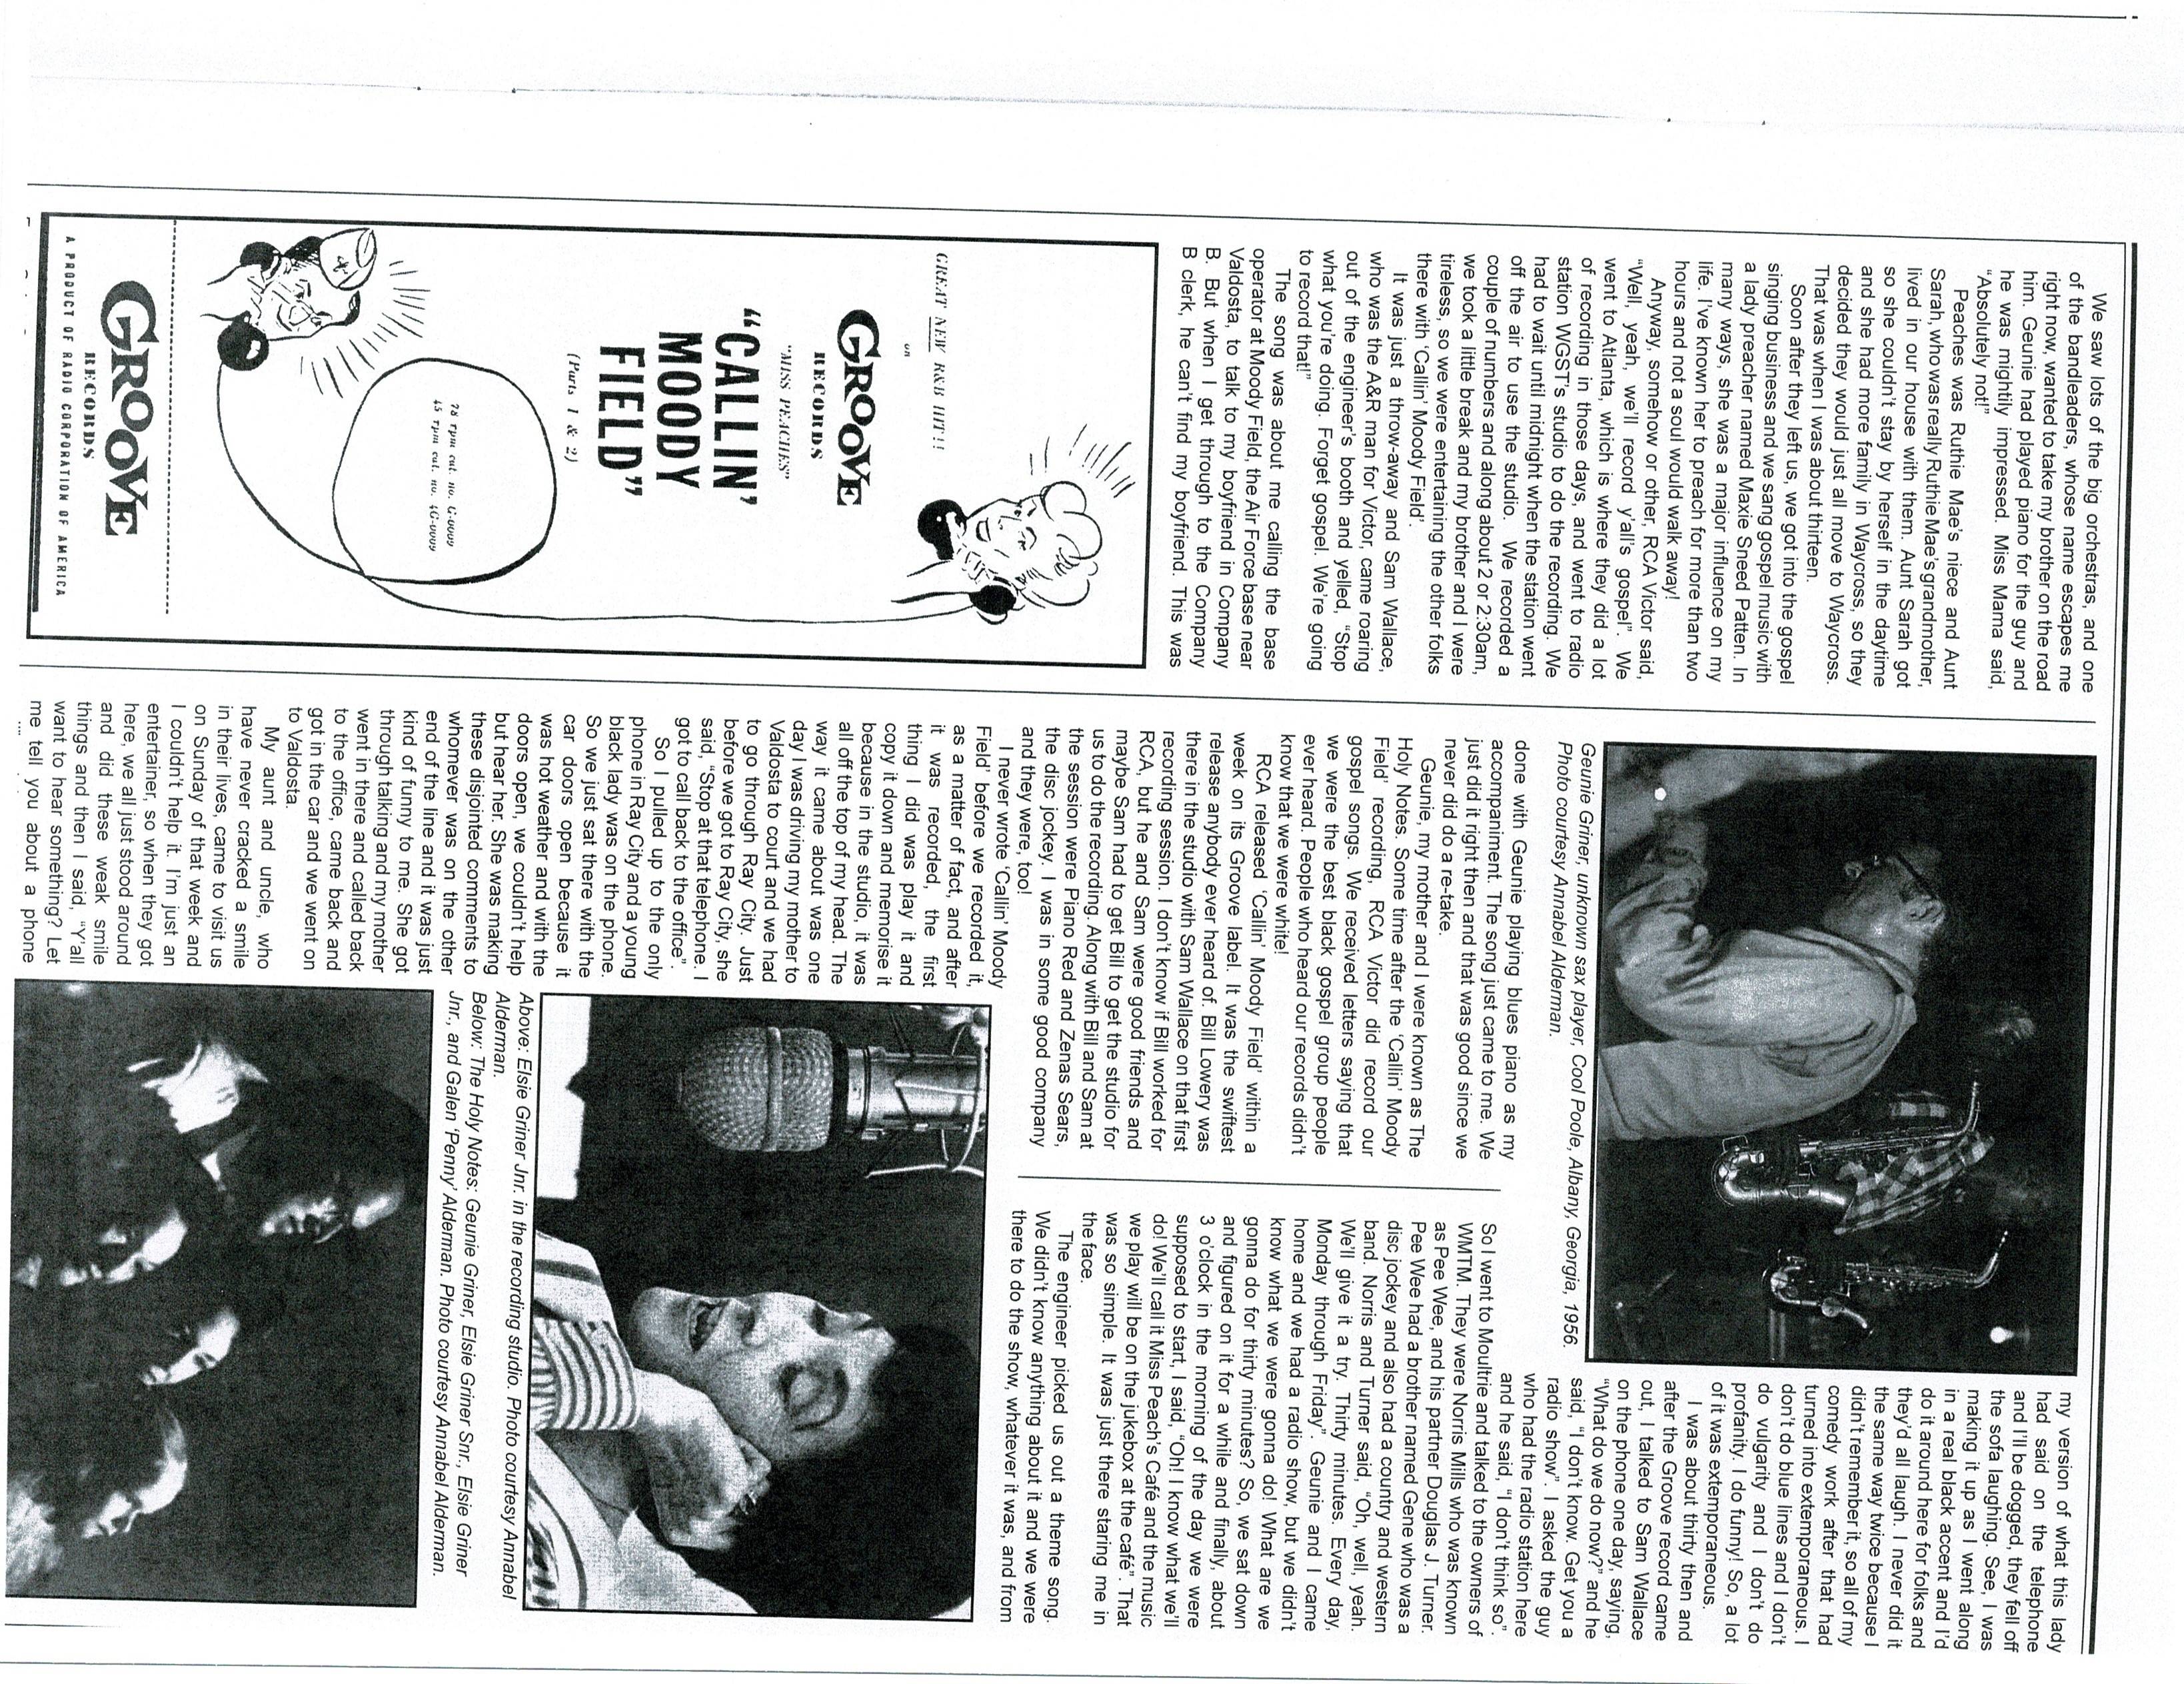 We saw lots of the big orchestras, and one
of the bandleaders, whose name escapes me
right now, wanted to take my brother on the road
him. Geunie had played piano for the guy and
he was mightily impressed. Miss Mama said,
"Absolutely not!"
Peaches was Ruthie Mae's niece and Aunt
Sarah, who was really Ruthie Mae's grandmother,
lived in our house with them. Aunt Sarah got
so she couldn't stay by herself in the daytime
and she had more family in Waycross, so they
decided they would just all move to Waycross.
That was when I was about thirteen.
Soon after they left us, we got into the gospel
singing business and we sang gospel music with
a lady preacher named Maxie Sneed Patten. In
many ways, she was a major influence on my
life. I've known her to preach for more than two
hours and not a soul would walk away!
Anyway, somehow or other, RCA Victor said,
"Well, yeah, we'll record y'all's gospel". We
went to Atlanta, which is where they did a lot
of recording in those days, and went to radio
station WGST's studio to do the recording. We
had to wait until midnight when the station went
off the air to use the studio. We recorded a
couple of numbers and along about 2 or 2:30am,
we took a little break and my brother and I were
tireless, so we were entertaining the other folks
there with 'Callin' Moody Field'.
It was just a throw-away and Sam Wallace,
who was the A&R man for Victor, came roaring
out of the engineer's booth and yelled, "Stop
what you're doing. Forget gospel. We're going
to record that!"
The song was about me calling the base
operator at Moody Field, the Air Force base near
Valdosta, to talk to my boyfriend in Company
B. But when I get through to the Company
B clerk, he can't find my boyfriend. This was
GREAT NEW R&B HIT!!
on
GROOVE
RECORDS
"MISS PEACHES"
"CALLIN'
MOODY
FIELD"
(Parts 1 & 2)
78 rpm cat. no. G-0009
45 rpm cat. no. 4G-0009
GROOVE
RECORDS
A PRODUCT OF RADIO CORPORATION OF AMERICA
Geunie Griner, unknown sax player, Cool Poole, Albany, Georgia, 1956.
Photo courtesy Annabel Alderman.
done with Geunie playing blues piano as my
accompaniment. The song just came to me. We
just did it right then and that was good since we
never did do a re-take.
Geunie, my mother and I were known as The
Holy Notes. Some time after the 'Callin' Moody
Field' recording, RCA Victor did record our
gospel songs. We received letters saying that
we were the best black gospel group people
ever heard. People who heard our records didn't
know that we were white!
RCA released 'Callin' Moody Field' within a
week on its Groove label. It was the swiftest
release anybody ever heard of. Bill Lowery was
there in the studio with Sam Wallace on that first
recording session. I don't know if Bill worked for
RCA, but he and Sam were good friends and
maybe Sam had to get Bill to get the studio for
us to do the recording. Along with Bill and Sam at
the session were Piano Red and Zenas Sears,
the disc jockey. I was in some good company
and they were, too!
I never wrote 'Callin' Moody
Field' before we recorded it,
as a matter of fact, and after
it was recorded, the first
thing I did was play it and
copy it down and memorise it
because in the studio, it was
all off the top of my head. The
way it came about was one
day I was driving my mother to
Valdosta to court and we had
to go through Ray City. Just
before we got to Ray City, she
said, "Stop at that telephone. I
got to call back to the office".
So I pulled up to the only
phone in Ray City and a young
black lady was on the phone.
So we just sat there with the
car doors open because it
was hot weather and with the
doors open, we couldn't help
but hear her. She was making
these disjointed comments to
whomever was on the other
end of the line and it was just
kind of funny to me. She got
through talking and my mother
went in there and called back
to the office, came back and
got in the car and we went on
to Valdosta.
My aunt and uncle, who
have never cracked a smile
in their lives, came to visit us
on Sunday of that week and
I couldn't help it. I'm just an
entertainer, so when they got
here, we all just stood around
and did these weak smile
things and then I said, "Y'all
want to hear something? Let
me tell you about a phone
Above: Elsie Griner Jnr. in the recording studio. Photo courtesy Annabel
Alderman.
Below: The Holy Notes: Geunie Griner, Elsie Griner Snr., Elsie Griner
Jnr., and Galen 'Penny' Alderman. Photo courtesy Annabel Alderman.
my version of what this lady
had said on the telephone
and I'll be dogged, they fell off
the sofa laughing. See, I was
making it up as I went along
in a real black accent and I'd
do it around here for folks and
they'd all laugh. I never did it
the same way twice because I
didn't remember it, so all of my
comedy work after that had
turned into extemporaneous. I
don't do blue lines and I don't
do vulgarity and I don't do
profanity. I do funny! So, a lot
of it was extemporaneous.
I was about thirty then and
after the Groove record came
out, I talked to Sam Wallace
on the phone one day, saying,
"What do we do now?" and he
said, "I don't know. Get you a
radio show". I asked the guy
who had the radio station here
and he said, "I don't think so".
So I went to Moultrie and talked to the owners of
WMTM. They were Norris Mills who was known
as Pee Wee, and his partner Douglas J. Turner.
Pee Wee had a brother named Gene who was a
disc jockey and also had a country and western
band. Norris and Turner said, "Oh, well, yeah.
We'll give it a try. Thirty minutes. Every day,
Monday through Friday". Geunie and I came
home and we had a radio show, but we didn't
know what we were gonna do! What are we
gonna do for thirty minutes? So, we sat down
and figured on it for a while and finally, about
3 o'clock in the morning of the day we were
supposed to start, I said, "Oh! I know what we'll
do! We'll call it Miss Peach's Café and the music
we play will be on the jukebox at the café". That
was so simple. It was just there staring me in
the face.
The engineer picked us out a theme song.
We didn't know anything about it and we were
there to do the show, whatever it was, and from